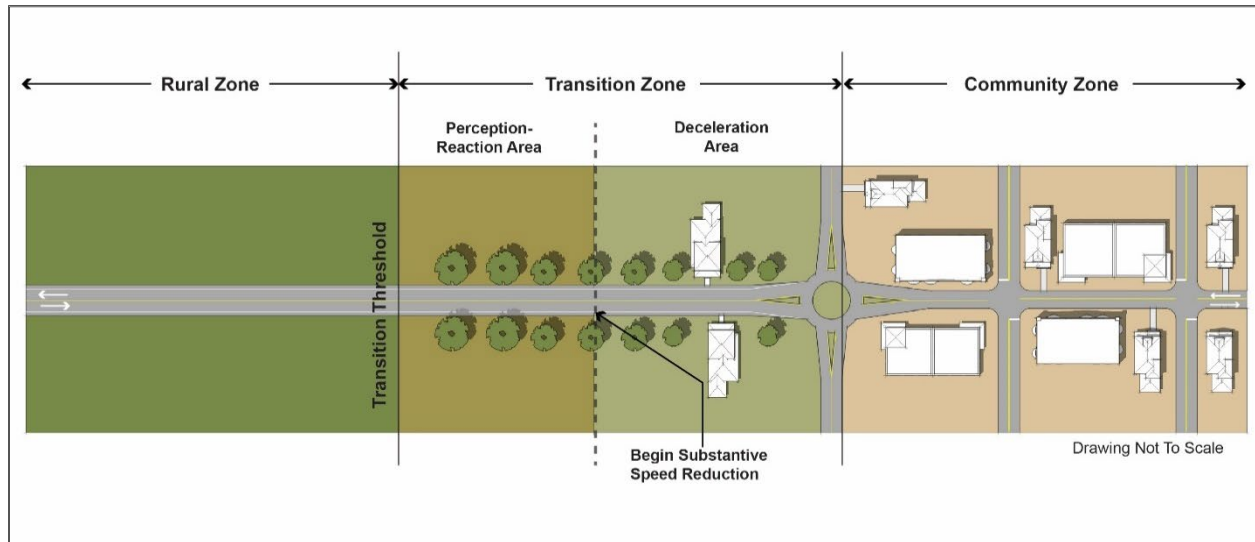 Rural Zone
Transition Zone
Community Zone
Perception-
Reaction Area
Deceleration
Area
Transition Threshold
Begin Substantive
Speed Reduction
Drawing Not To Scale